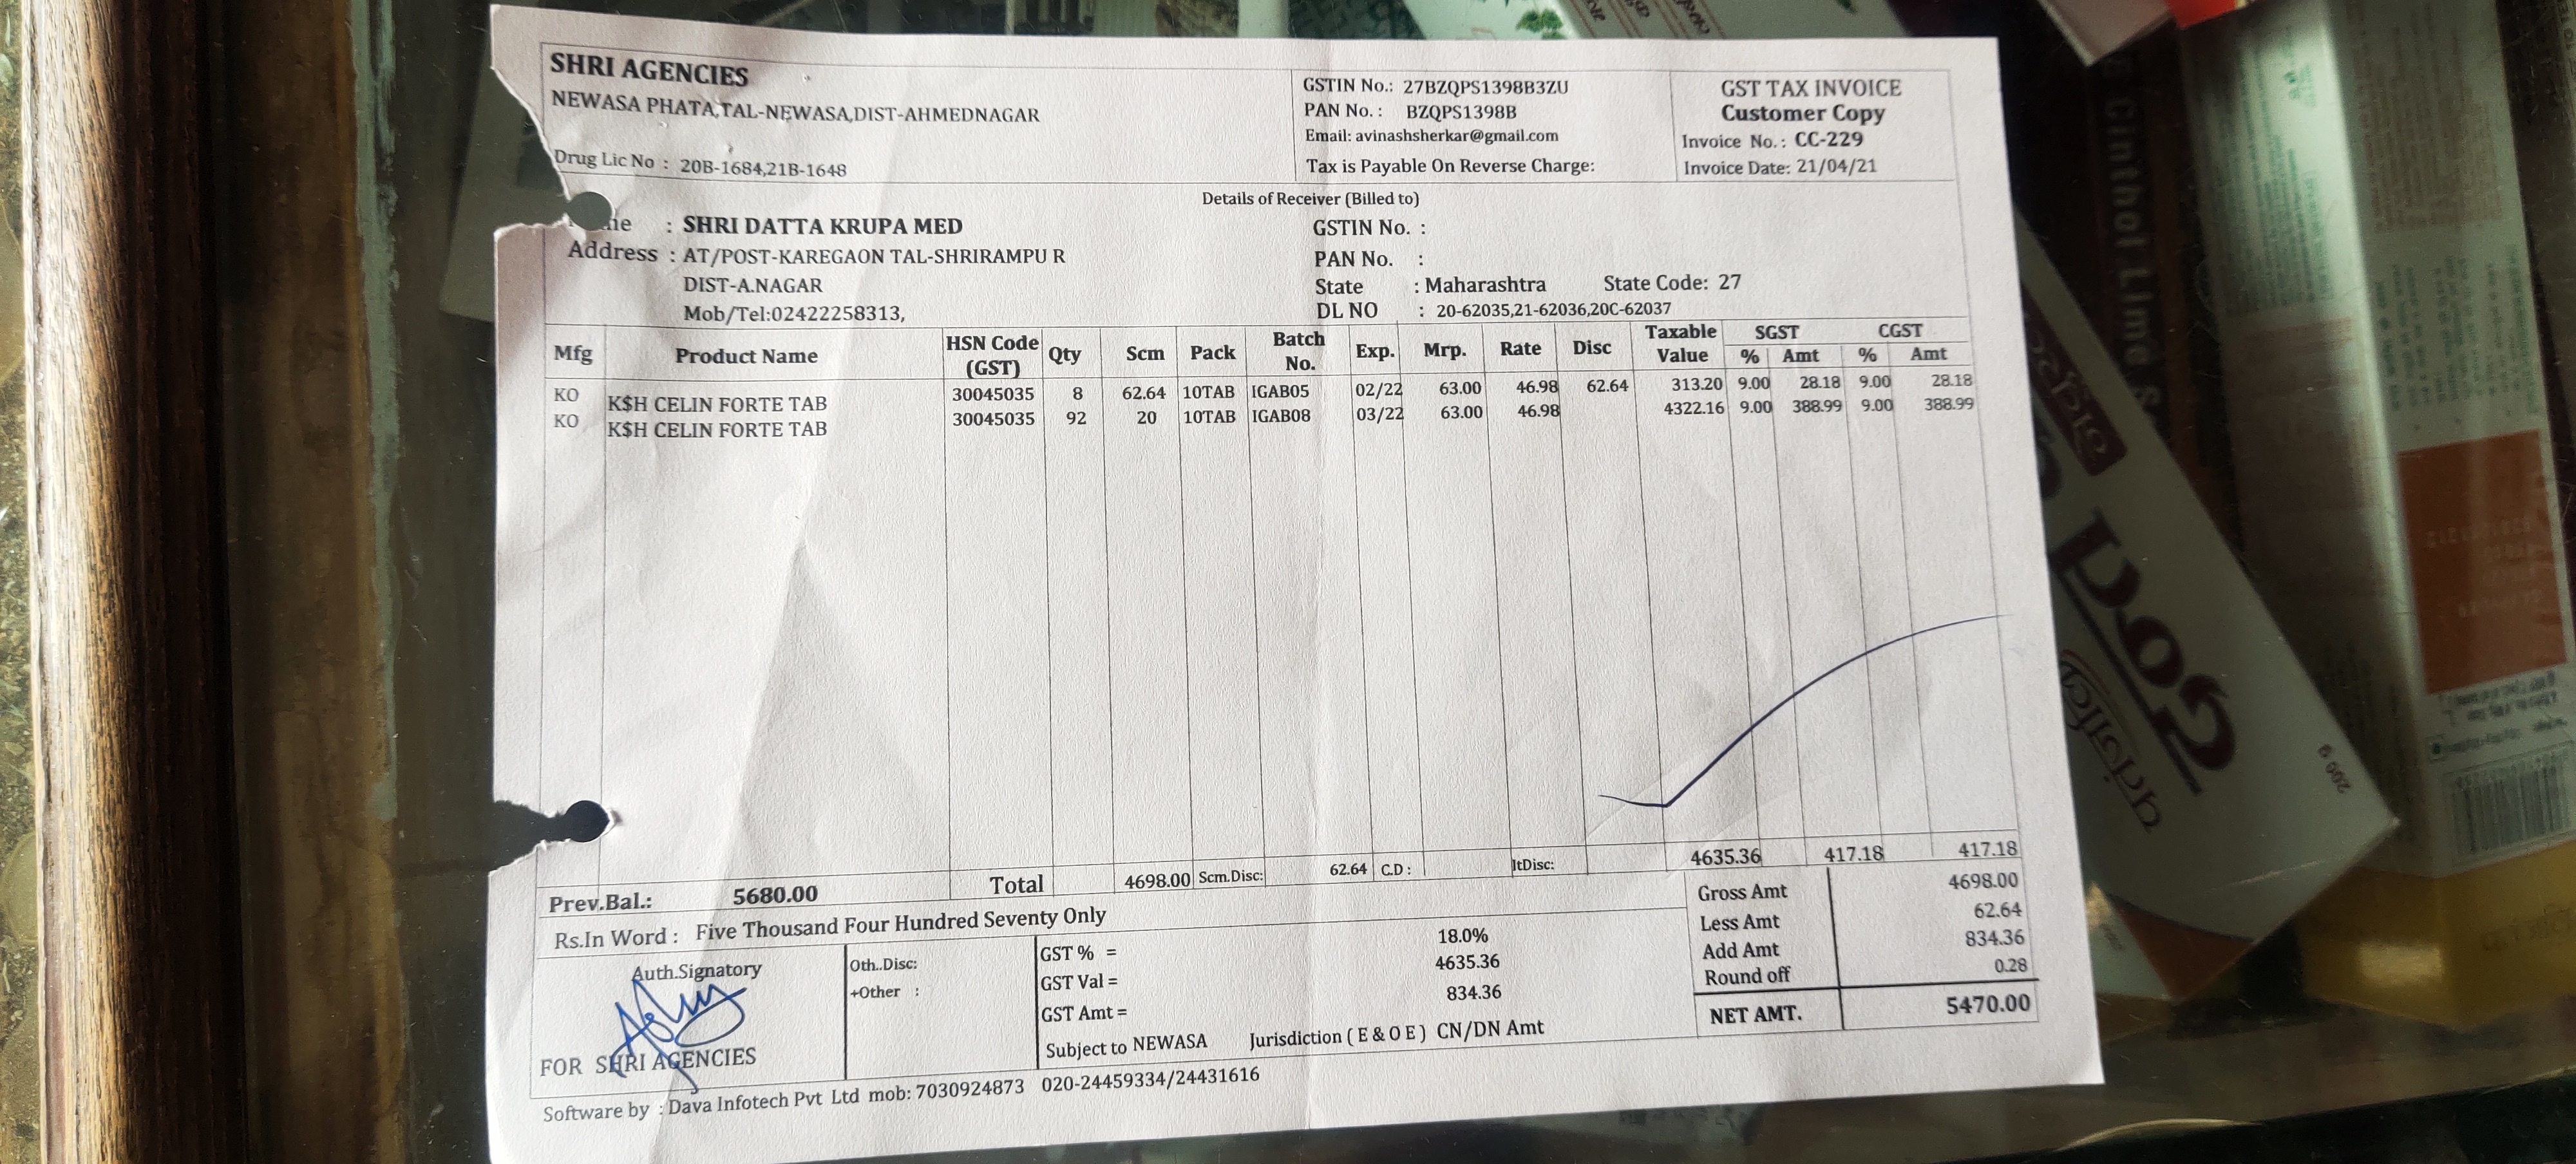 SHRI AGENCIES
NEWASA PHATA,TAL-NEWASA,DIST-AHMEDNAGAR
Drug Lic No : 20B-1684,21B-1648
GSTIN No.: 27BZQPS1398B3ZU
PAN No. : BZQPS1398B
Email: avinashsherkar@gmail.com
Tax is Payable On Reverse Charge:
GST TAX INVOICE
Customer Copy
Invoice No. : CC-229
Invoice Date: 21/04/21
Details of Receiver (Billed to)
: SHRI DATTA KRUPA MED
Address : AT/POST-KAREGAON TAL-SHRIRAMPU R
DIST-A.NAGAR
Mob/Tel:02422258313,
GSTIN No. :
PAN No. :
State : Maharashtra State Code: 27
DL NO : 20-62035,21-62036,20C-62037
Mfg Product Name HSN Code (GST) Qty Scm Pack Batch No. Exp. Mrp. Rate Disc Taxable Value SGST % Amt CGST % Amt
KO K$H CELIN FORTE TAB 30045035 8 62.64 10TAB IGAB05 02/22 63.00 46.98 62.64 313.20 9.00 28.18 9.00 28.18
KO K$H CELIN FORTE TAB 30045035 92 20 10TAB IGAB08 03/22 63.00 46.98 4322.16 9.00 388.99 9.00 388.99
Prev.Bal.: 5680.00 Total 4698.00 Scm.Disc: 62.64 C.D : ItDisc: 4635.36 417.18 417.18
Rs.In Word : Five Thousand Four Hundred Seventy Only
Auth.Signatory
FOR SHRI AGENCIES
Oth..Disc:
+Other :
GST % = 18.0%
GST Val = 4635.36
GST Amt = 834.36
Subject to NEWASA Jurisdiction ( E & O E ) CN/DN Amt
Gross Amt 4698.00
Less Amt 62.64
Add Amt 834.36
Round off 0.28
NET AMT. 5470.00
Software by : Dava Infotech Pvt Ltd mob: 7030924873 020-24459334/24431616
Cinthol Lime &